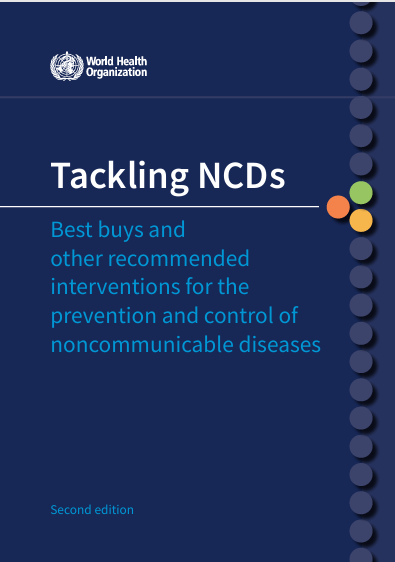 World Health
Organization
Tackling NCDs
Best buys and
other recommended
interventions for the
prevention and control of
noncommunicable diseases
Second edition